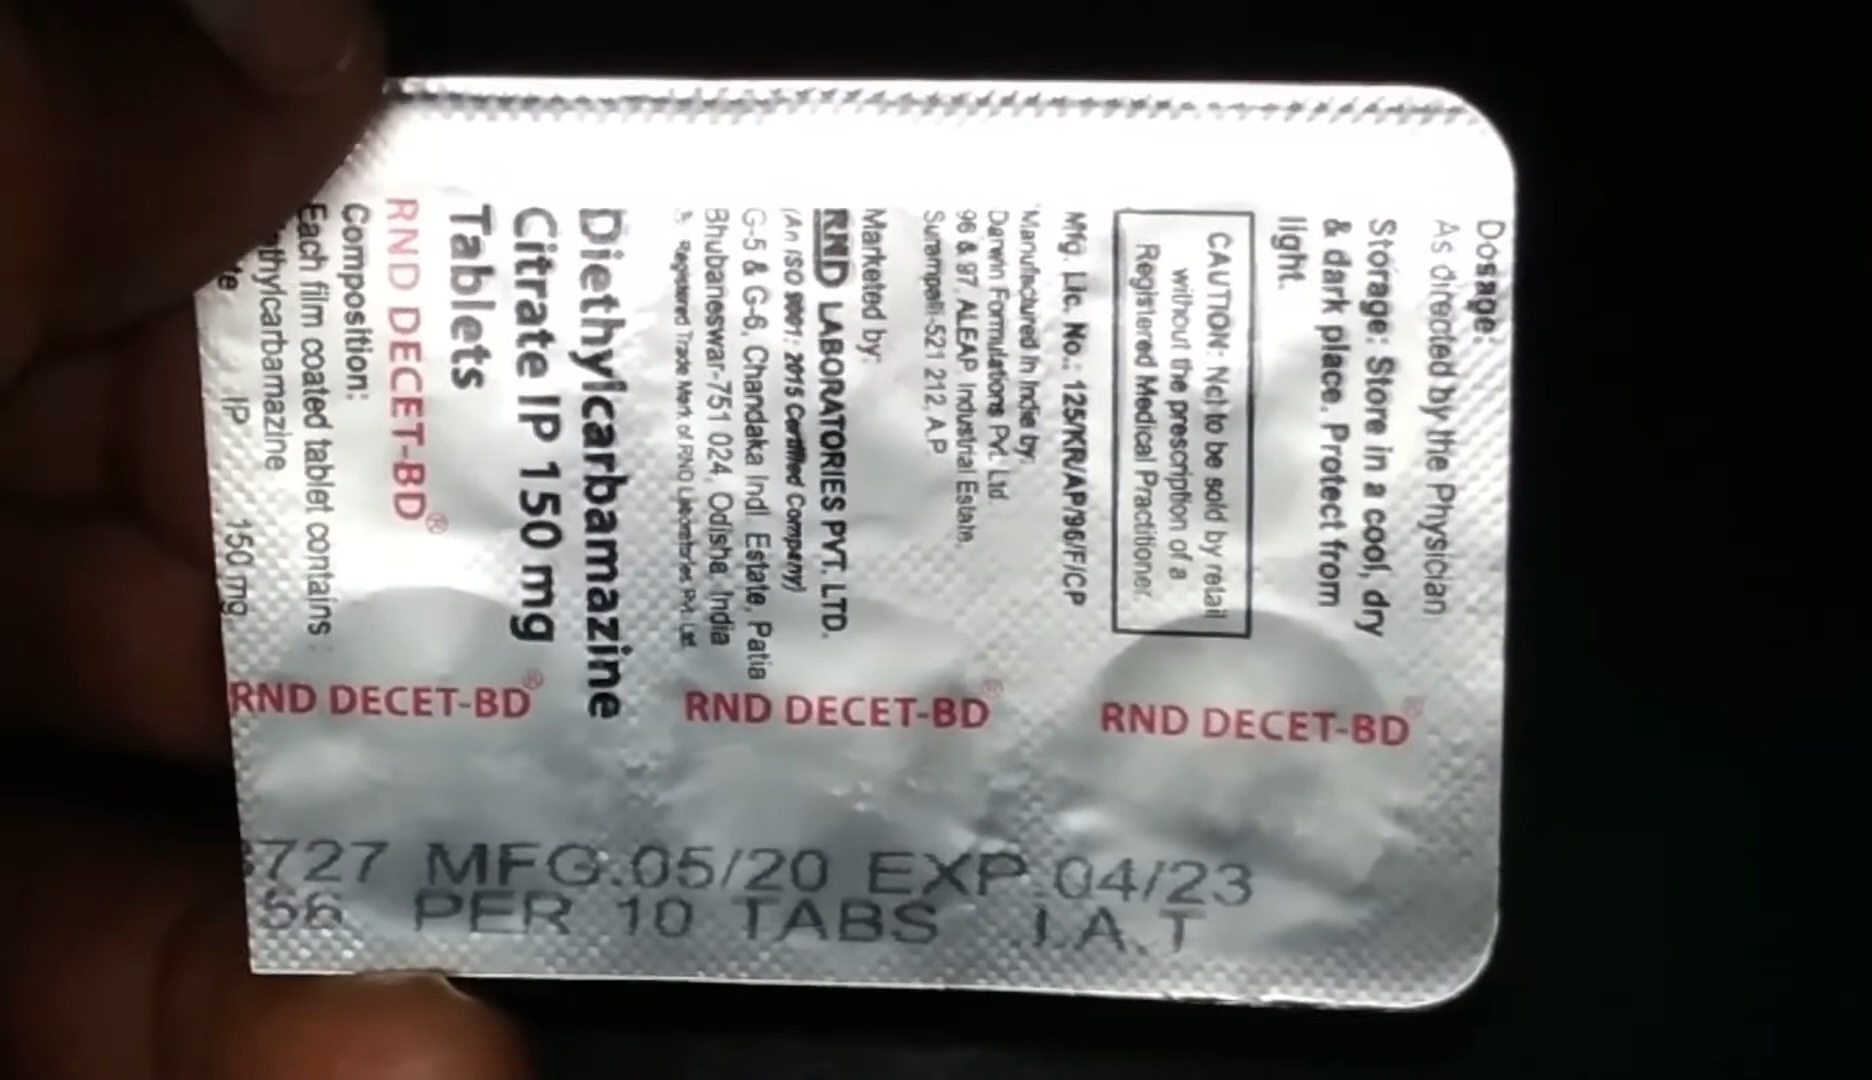 Dosage:
As directed by the Physician
Storage: Store in a cool, dry
& dark place. Protect from
light.
CAUTION: Not to be sold by retail
without the prescription of a
Registered Medical Practitioner.
Mfg. Lic. No.: 125/KR/AP/96/F/CP
Manufactured in India by:
Darwin Formulations Pvt. Ltd.
96 & 97, ALEAP Industrial Estate,
Surampalli-521 212, A.P
Marketed by:
RND LABORATORIES PVT. LTD.
(An ISO 9001: 2015 Certified Company)
G-5 & G-6, Chandaka Indl. Estate, Patia
Bhubaneswar-751 024, Odisha, India
Registered Trade Mark of RND Laboratories Pvt. Ltd.
Diethylcarbamazine
Citrate IP 150 mg
Tablets
RND DECET-BD®
Composition:
Each film coated tablet contains :
thylcarbamazine
te IP 150 mg
RND DECET-BD® RND DECET-BD® RND DECET-BD®
727 MFG.05/20 EXP.04/23
PER 10 TABS I.A.T